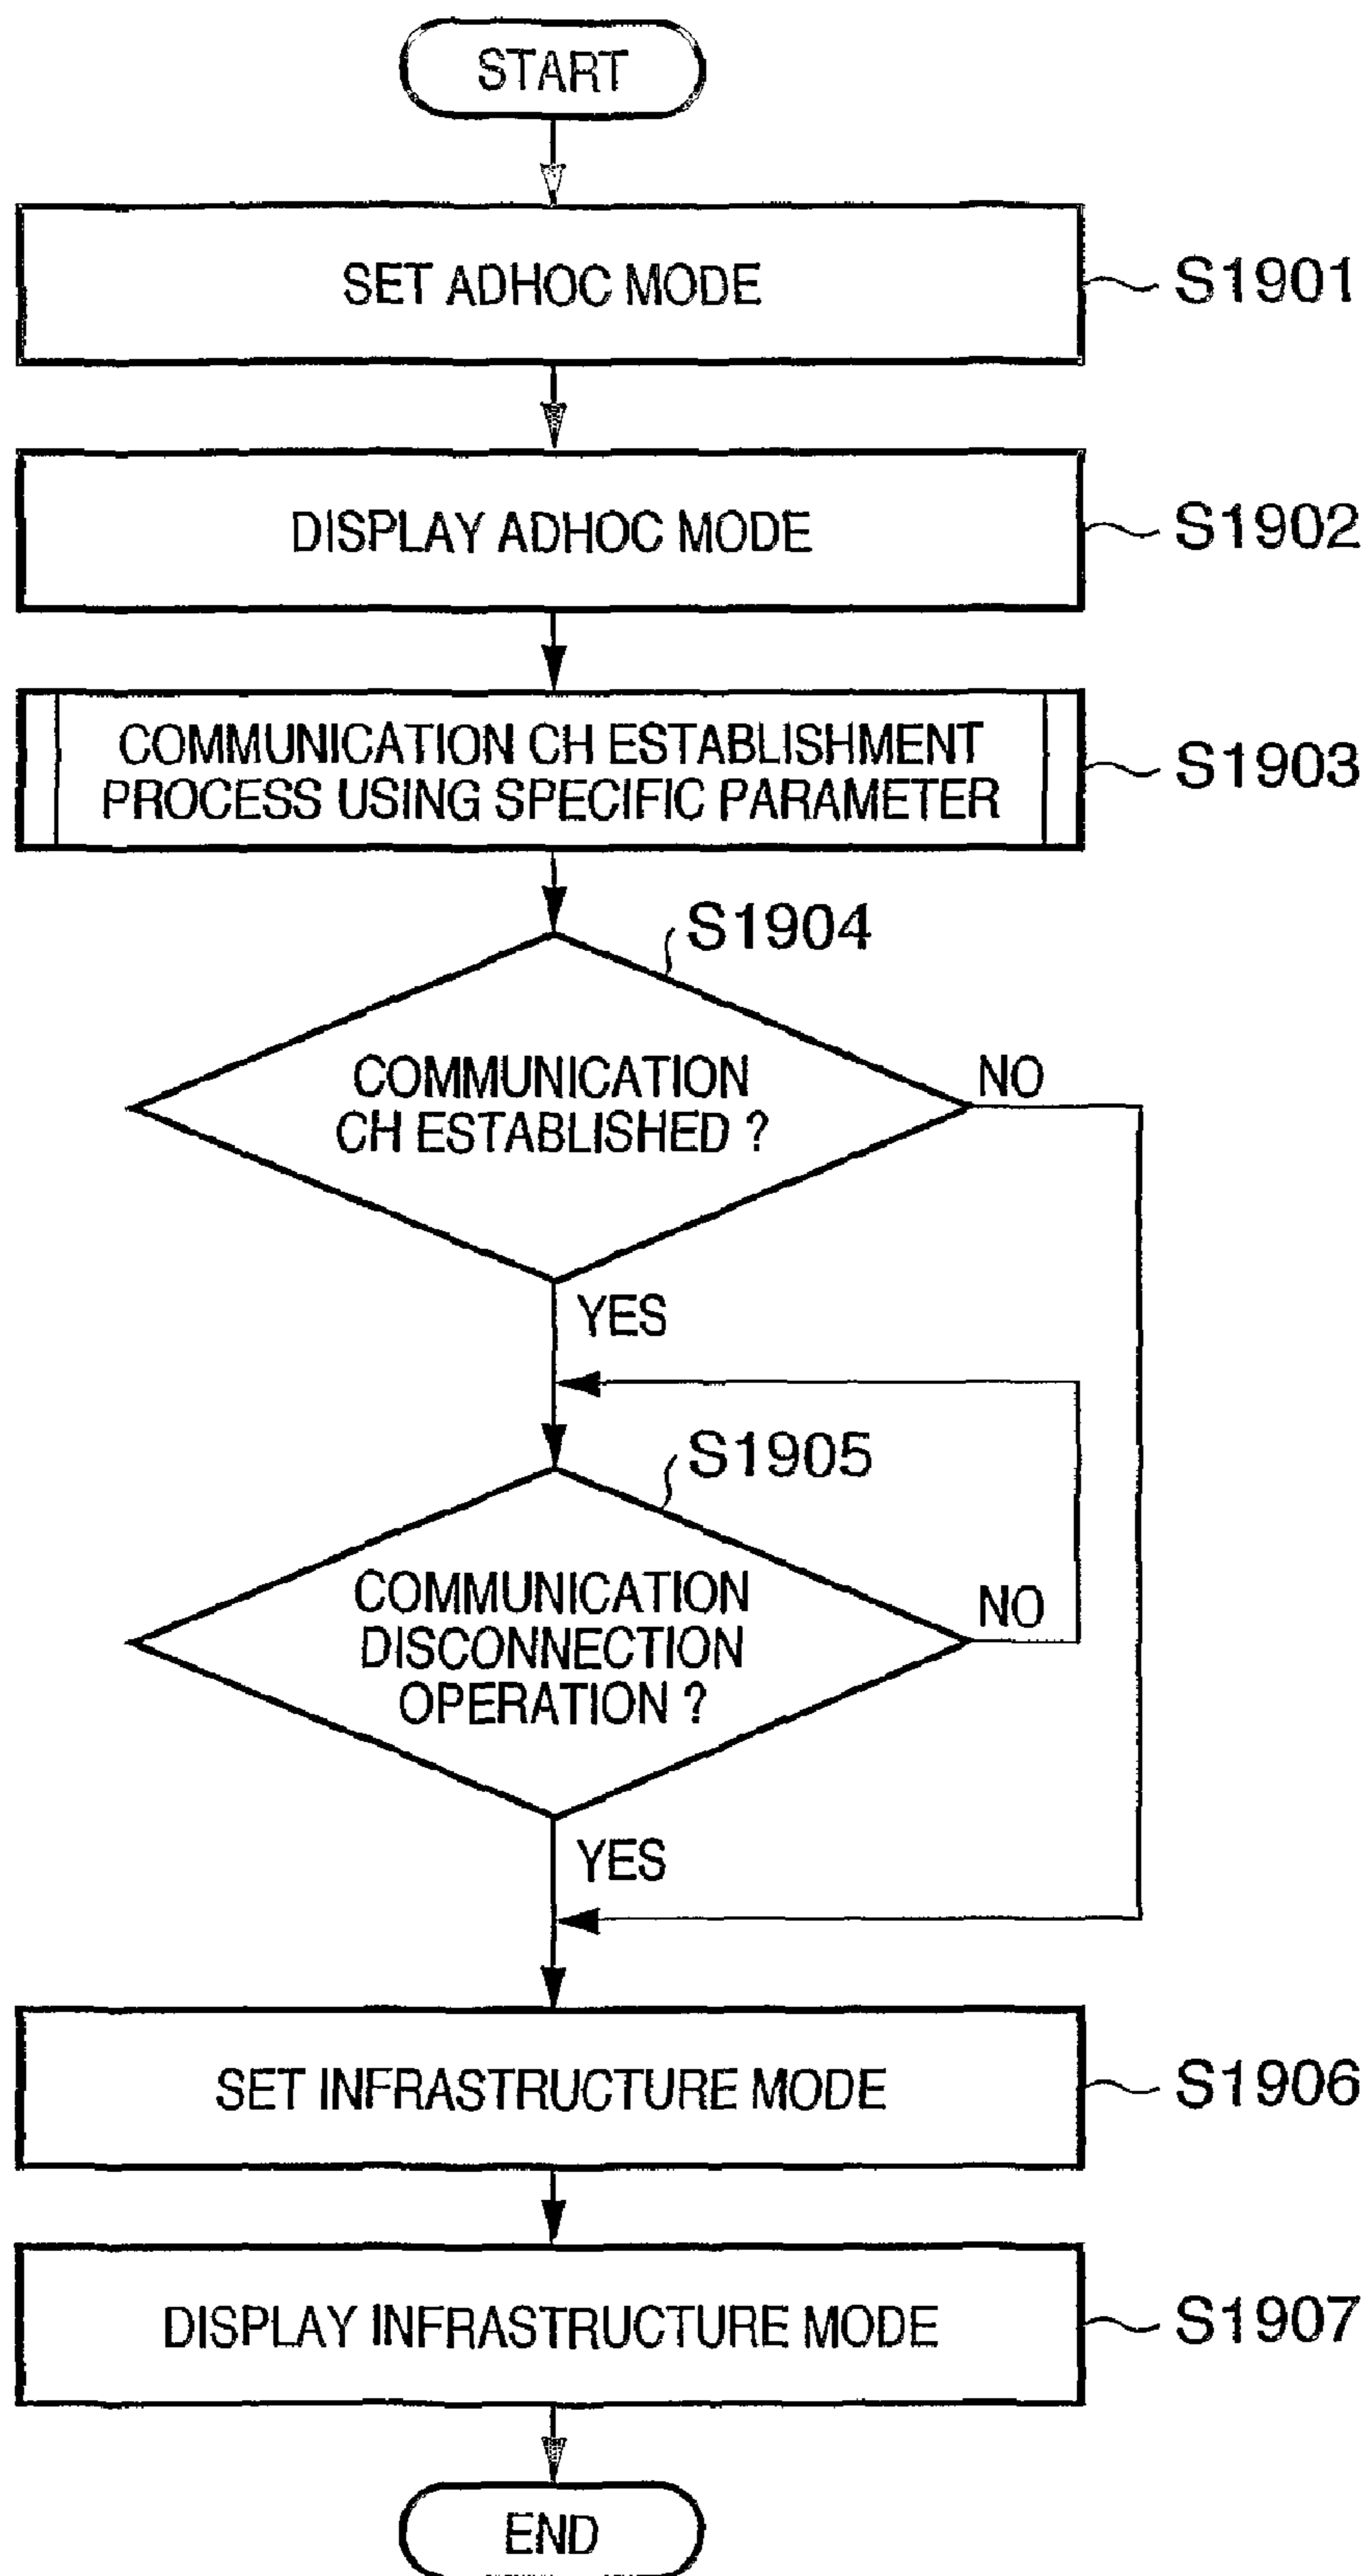 START
SET ADHOC MODE
S1901
DISPLAY ADHOC MODE
S1902
COMMUNICATION CH ESTABLISHMENT
PROCESS USING SPECIFIC PARAMETER
S1903
S1904
COMMUNICATION
CH ESTABLISHED ?
NO
YES
S1905
COMMUNICATION
DISCONNECTION
OPERATION ?
NO
YES
SET INFRASTRUCTURE MODE
S1906
DISPLAY INFRASTRUCTURE MODE
S1907
END